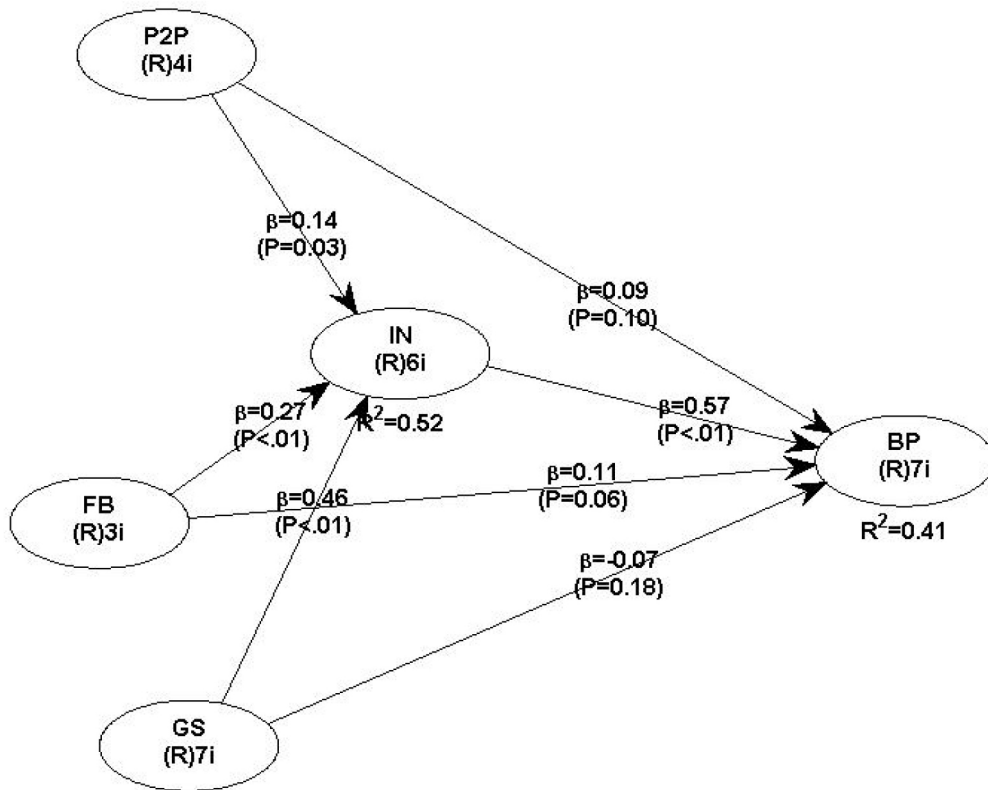 P2P
(R)4i
β=0.14
(P=0.03)
β=0.09
(P=0.10)
IN
(R)6i
R²=0.52
β=0.27
(P<.01)
β=0.57
(P<.01)
BP
(R)7i
R²=0.41
FB
(R)3i
β=0.46
(P<.01)
β=0.11
(P=0.06)
β=-0.07
(P=0.18)
GS
(R)7i